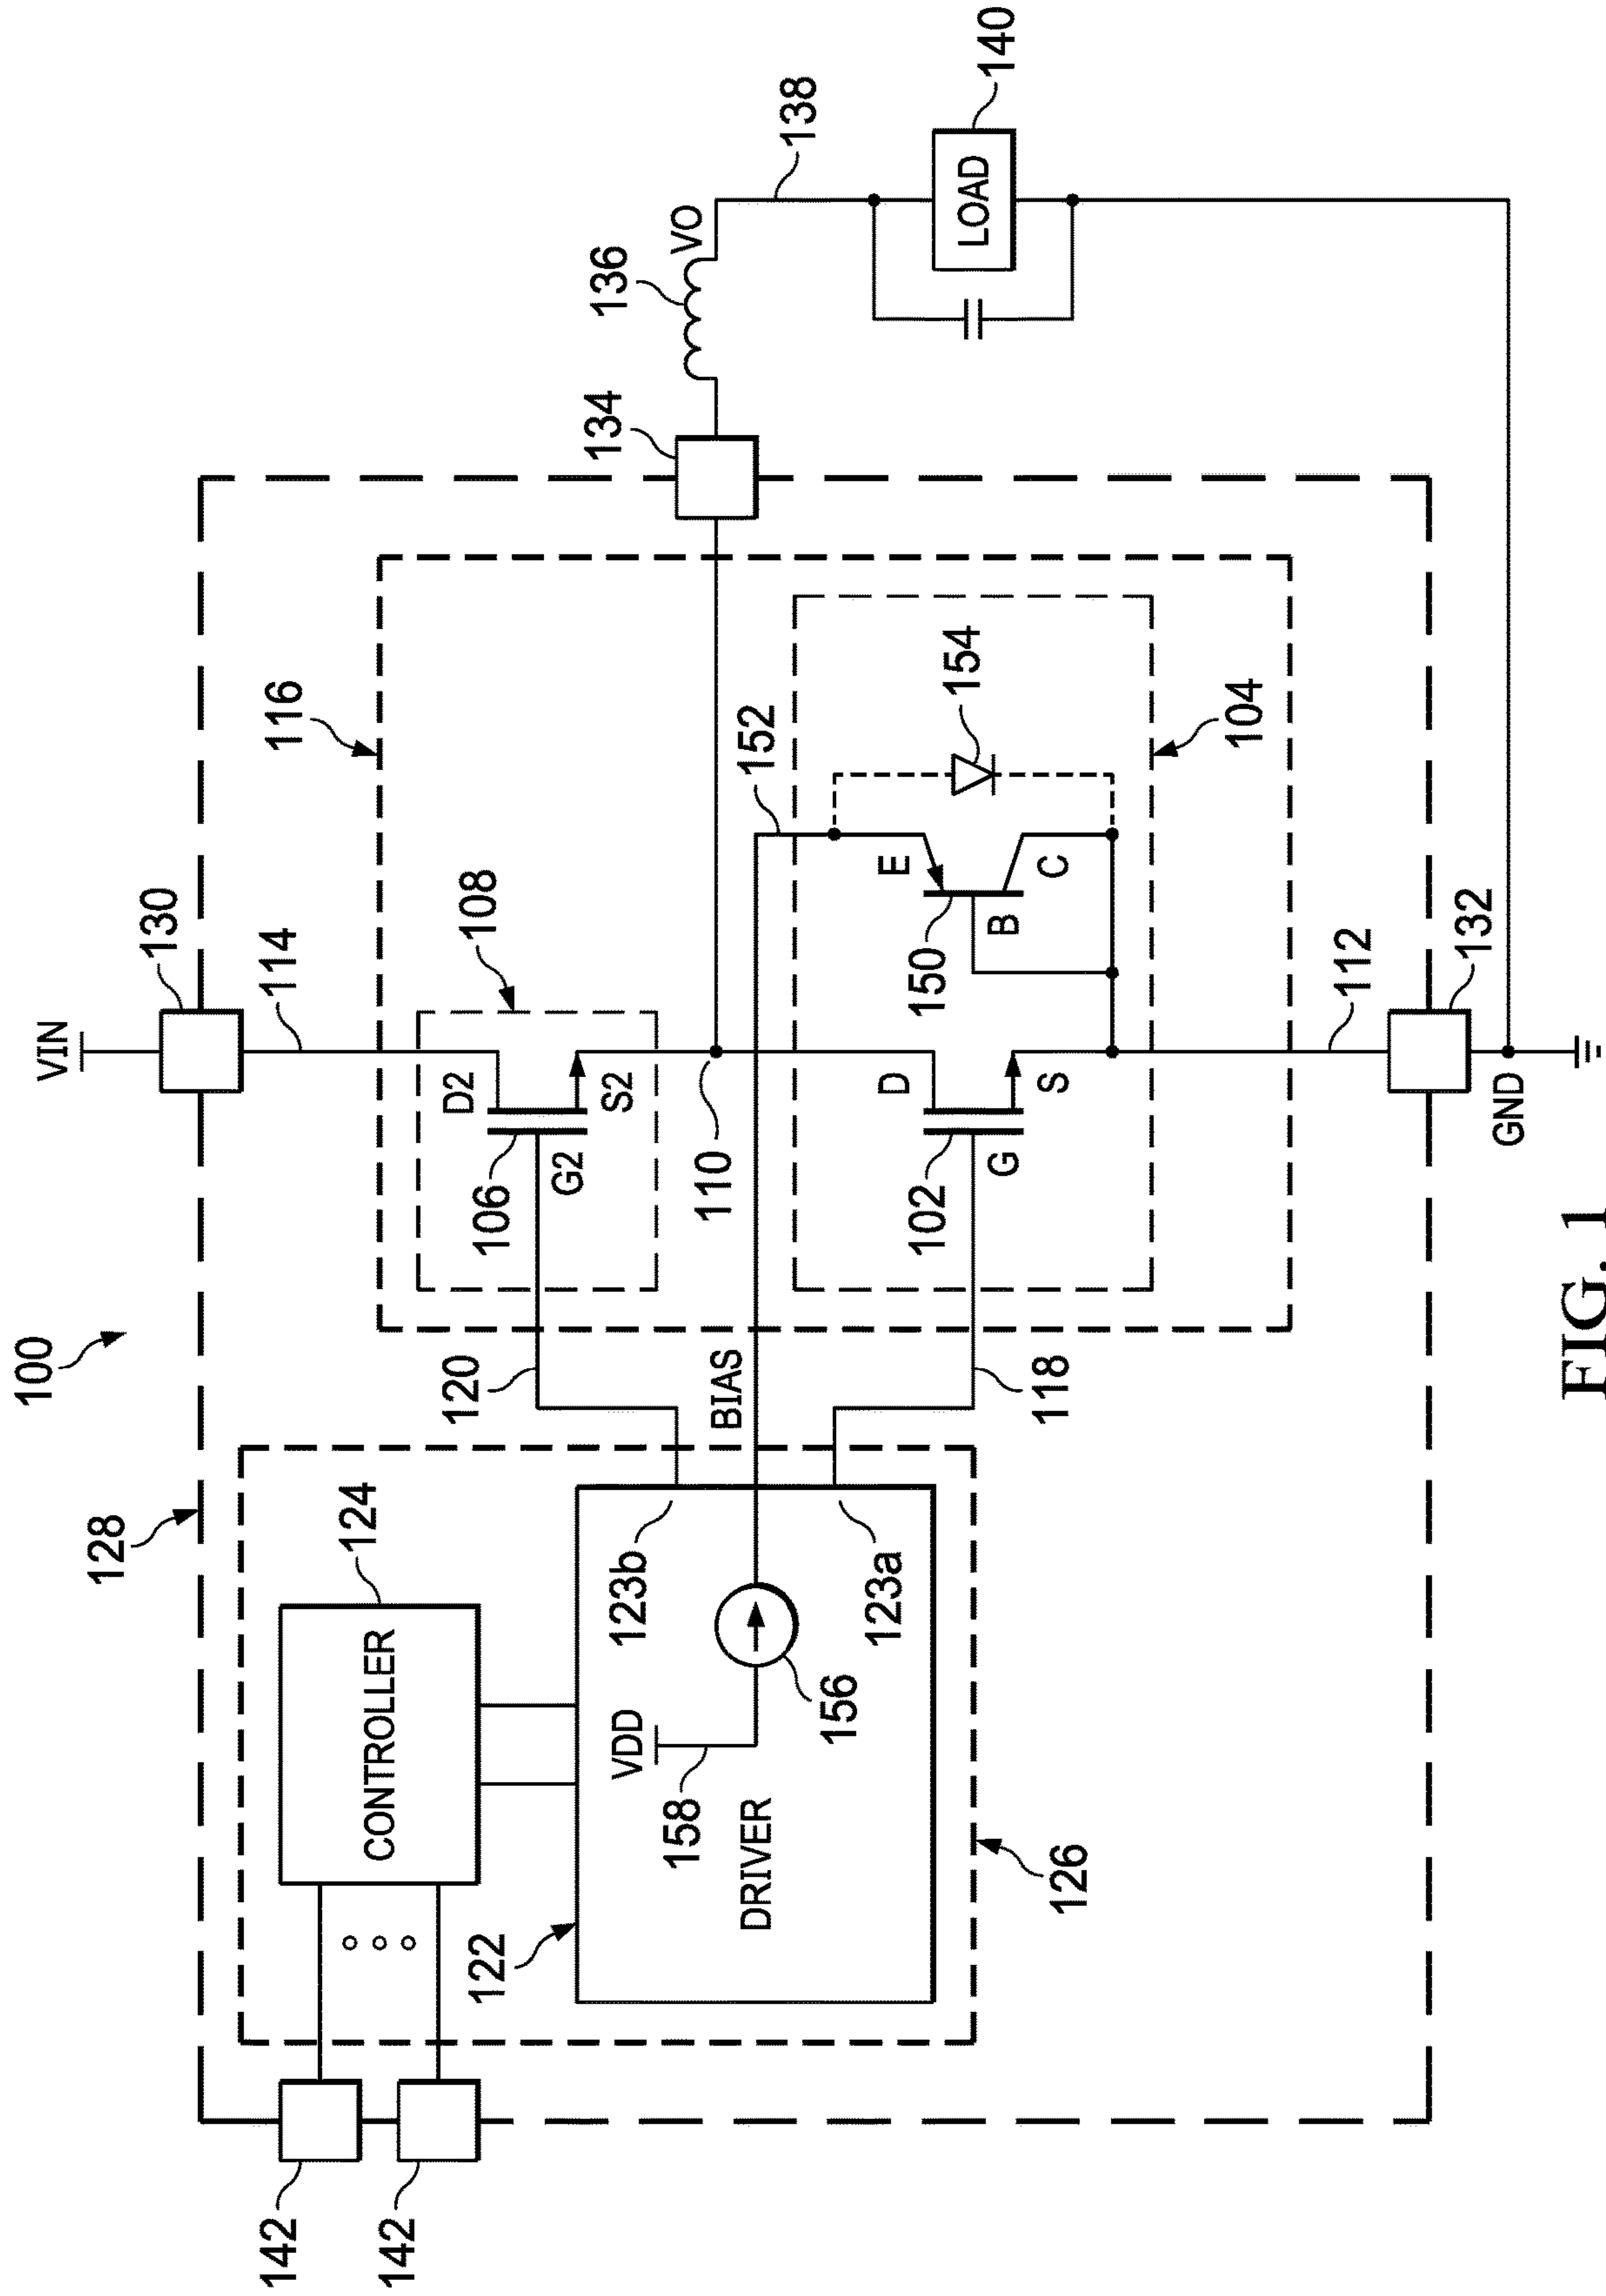 100
128
VIN
130
114
116
124
CONTROLLER
142
142
120
D2
106
G2
S2
108
134
136
VO
138
122
VDD
158
DRIVER
156
123b
123a
BIAS
110
152
D
102
G
S
E
150
B
C
154
LOAD
140
118
104
126
112
132
GND
FIG. 1